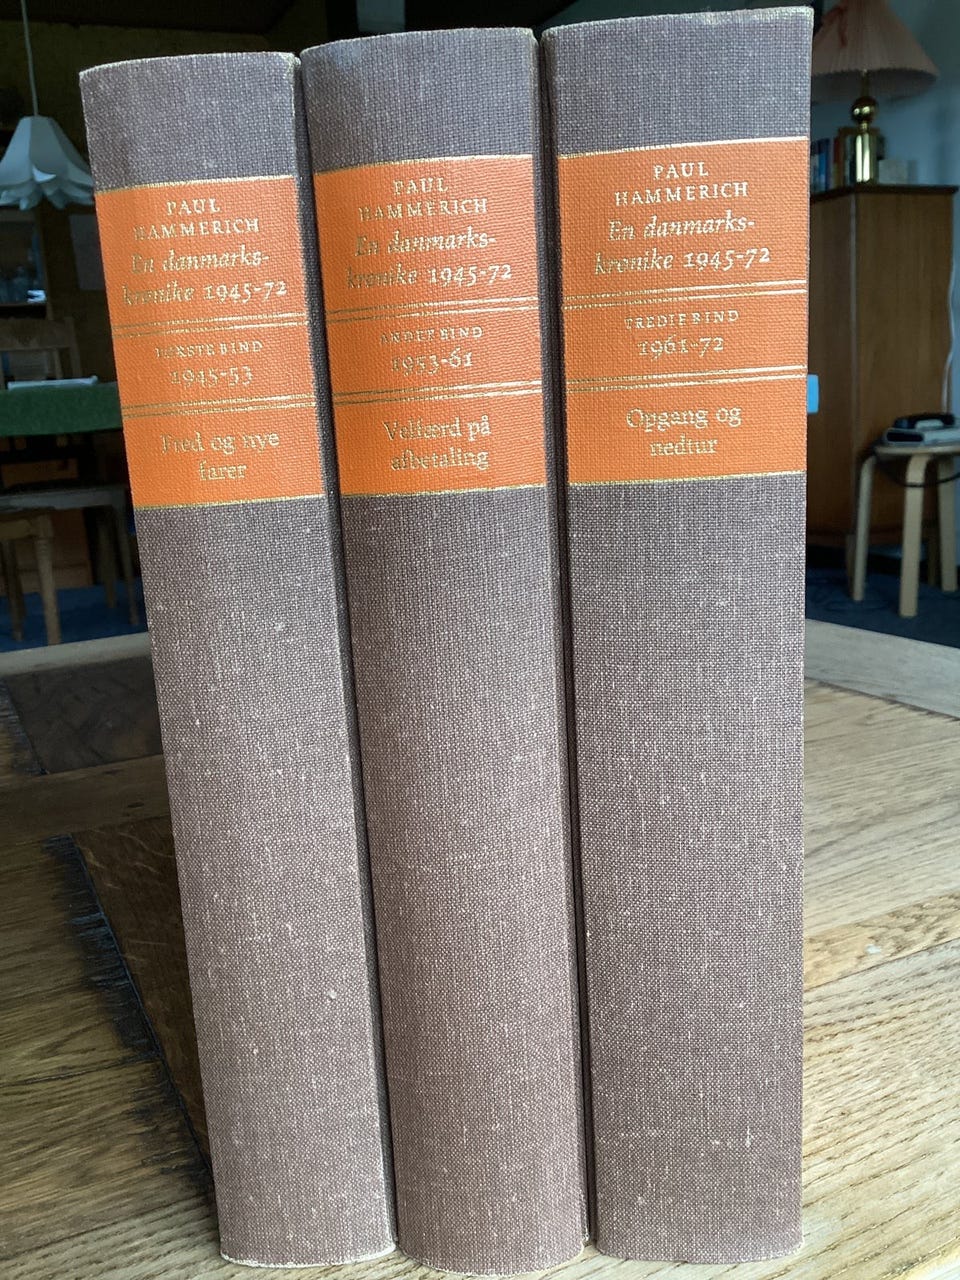 PAUL
HAMMERICH
En danmarks-
krønike 1945-72
FØRSTE BIND
1945-53
Fred og nye
farer
PAUL
HAMMERICH
En danmarks-
krønike 1945-72
ANDET BIND
1953-61
Velfærd på
afbetaling
PAUL
HAMMERICH
En danmarks-
krønike 1945-72
TREDIE BIND
1961-72
Opgang og
nedtur